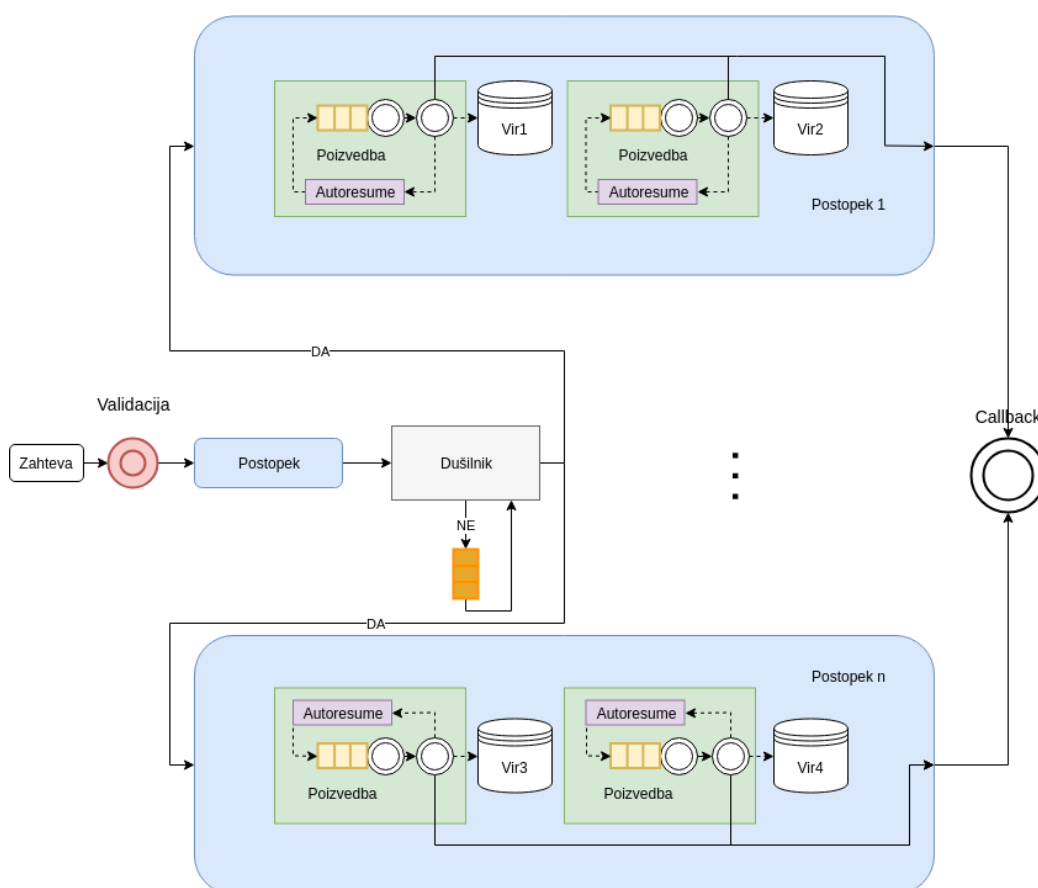 Vir1
Vir2
Poizvedba
Poizvedba
Autoresume
Autoresume
Postopek 1
DA
Validacija
Callback
Zahteva
Postopek
Dušilnik
NE
DA
Postopek n
Autoresume
Autoresume
Vir3
Vir4
Poizvedba
Poizvedba